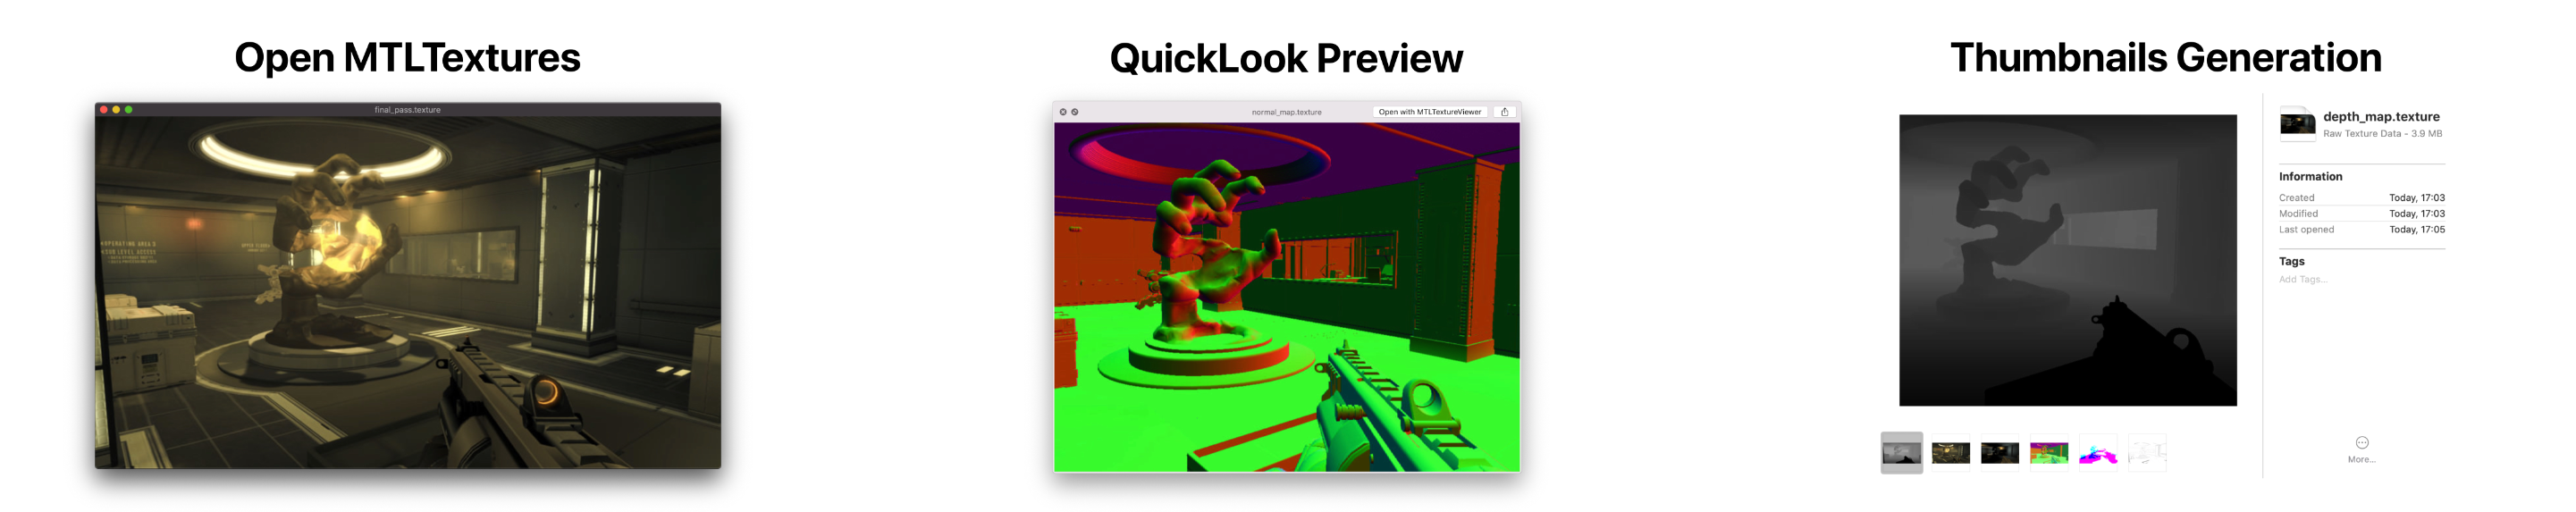 Open MTLTextures
final_pass.texture
QuickLook Preview
normal_map.texture
Open with MTLTextureViewer
Thumbnails Generation
depth_map.texture
Raw Texture Data - 3.9 MB
Information
Created Today, 17:03
Modified Today, 17:03
Last opened Today, 17:05
Tags
Add Tags...
More...